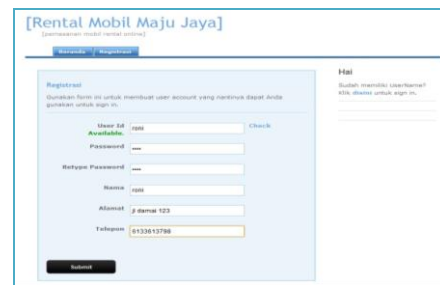 [Rental Mobil Maju Jaya]
[pemesanan mobil rental online]
Beranda Registrasi
Registrasi
Gunakan form ini untuk membuat user account yang nantinya dapat Anda
gunakan untuk sign in.
User Id roni Check
Available.
Password ••••
Retype Password ••••
Nama roni
Alamat jl damai 123
Telepon 6133613798
Submit
Hai
Sudah memiliki Username?
Klik disini untuk sign in.